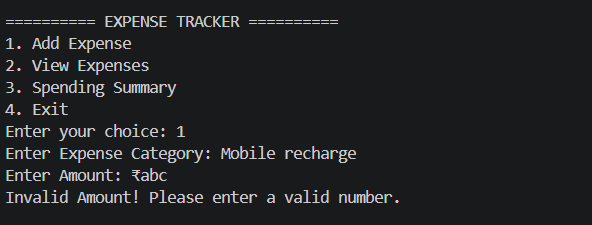 ========== EXPENSE TRACKER ==========
1. Add Expense
2. View Expenses
3. Spending Summary
4. Exit
Enter your choice: 1
Enter Expense Category: Mobile recharge
Enter Amount: ₹abc
Invalid Amount! Please enter a valid number.